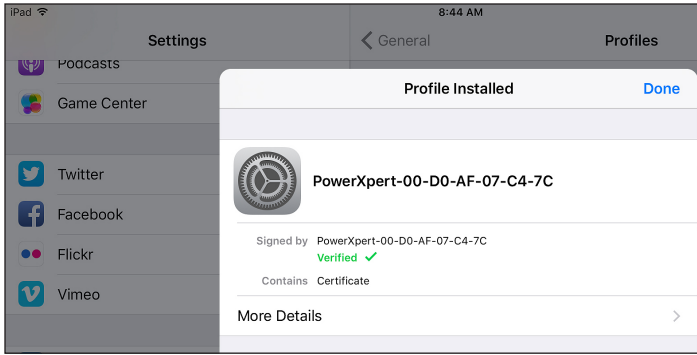 iPad 8:44 AM
Settings
General Profiles
Podcasts
Game Center
Twitter
Facebook
Flickr
Vimeo
Profile Installed Done
PowerXpert-00-D0-AF-07-C4-7C
Signed by PowerXpert-00-D0-AF-07-C4-7C
Verified
Contains Certificate
More Details